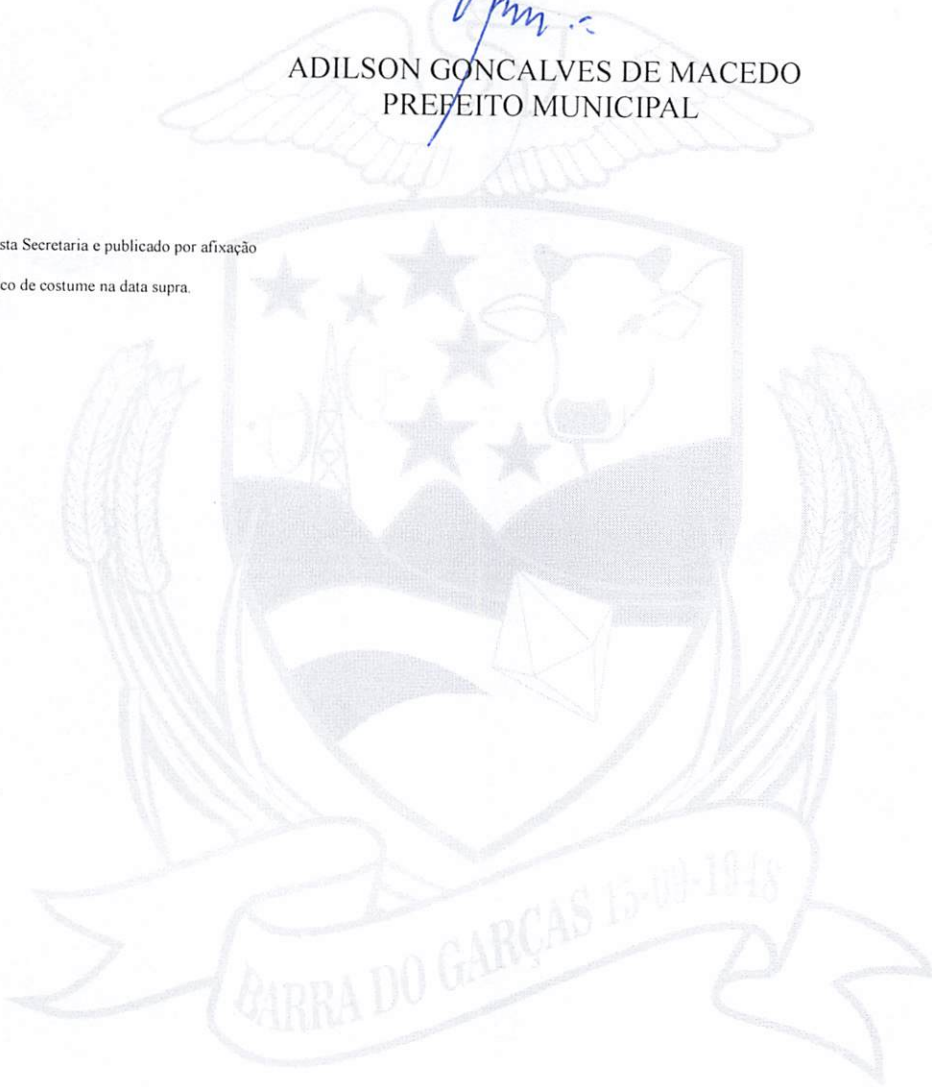 ADILSON GONCALVES DE MACEDO
PREFEITO MUNICIPAL
sta Secretaria e publicado por afixação
co de costume na data supra.
BARRA DO GARÇAS 15-09-1948